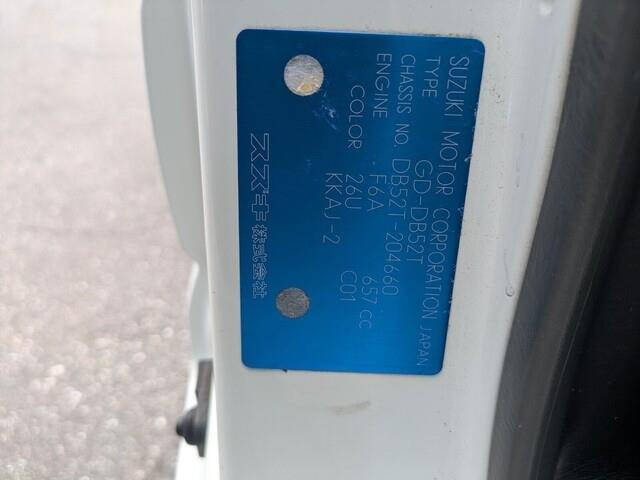 SUZUKI MOTOR CORPORATION JAPAN
TYPE GD-DB52T
CHASSIS NO. DB52T-204660
ENGINE F6A 657 CC
COLOR 26U C01
KKAJ-2
スズキ株式会社